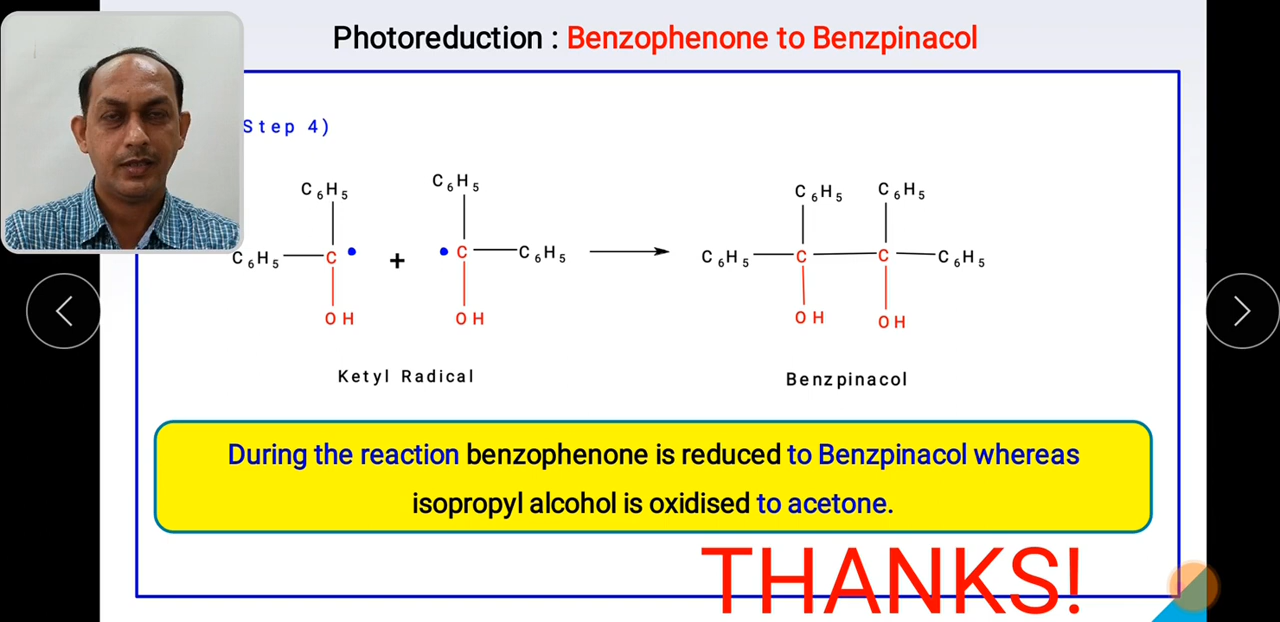 Photoreduction : Benzophenone to Benzpinacol
Step 4)
C6H5 C6H5 C6H5 C6H5
C6H5 C • + • C C6H5 C6H5 C C C6H5
OH OH OH OH
Ketyl Radical Benzpinacol
During the reaction benzophenone is reduced to Benzpinacol whereas
isopropyl alcohol is oxidised to acetone.
THANKS!